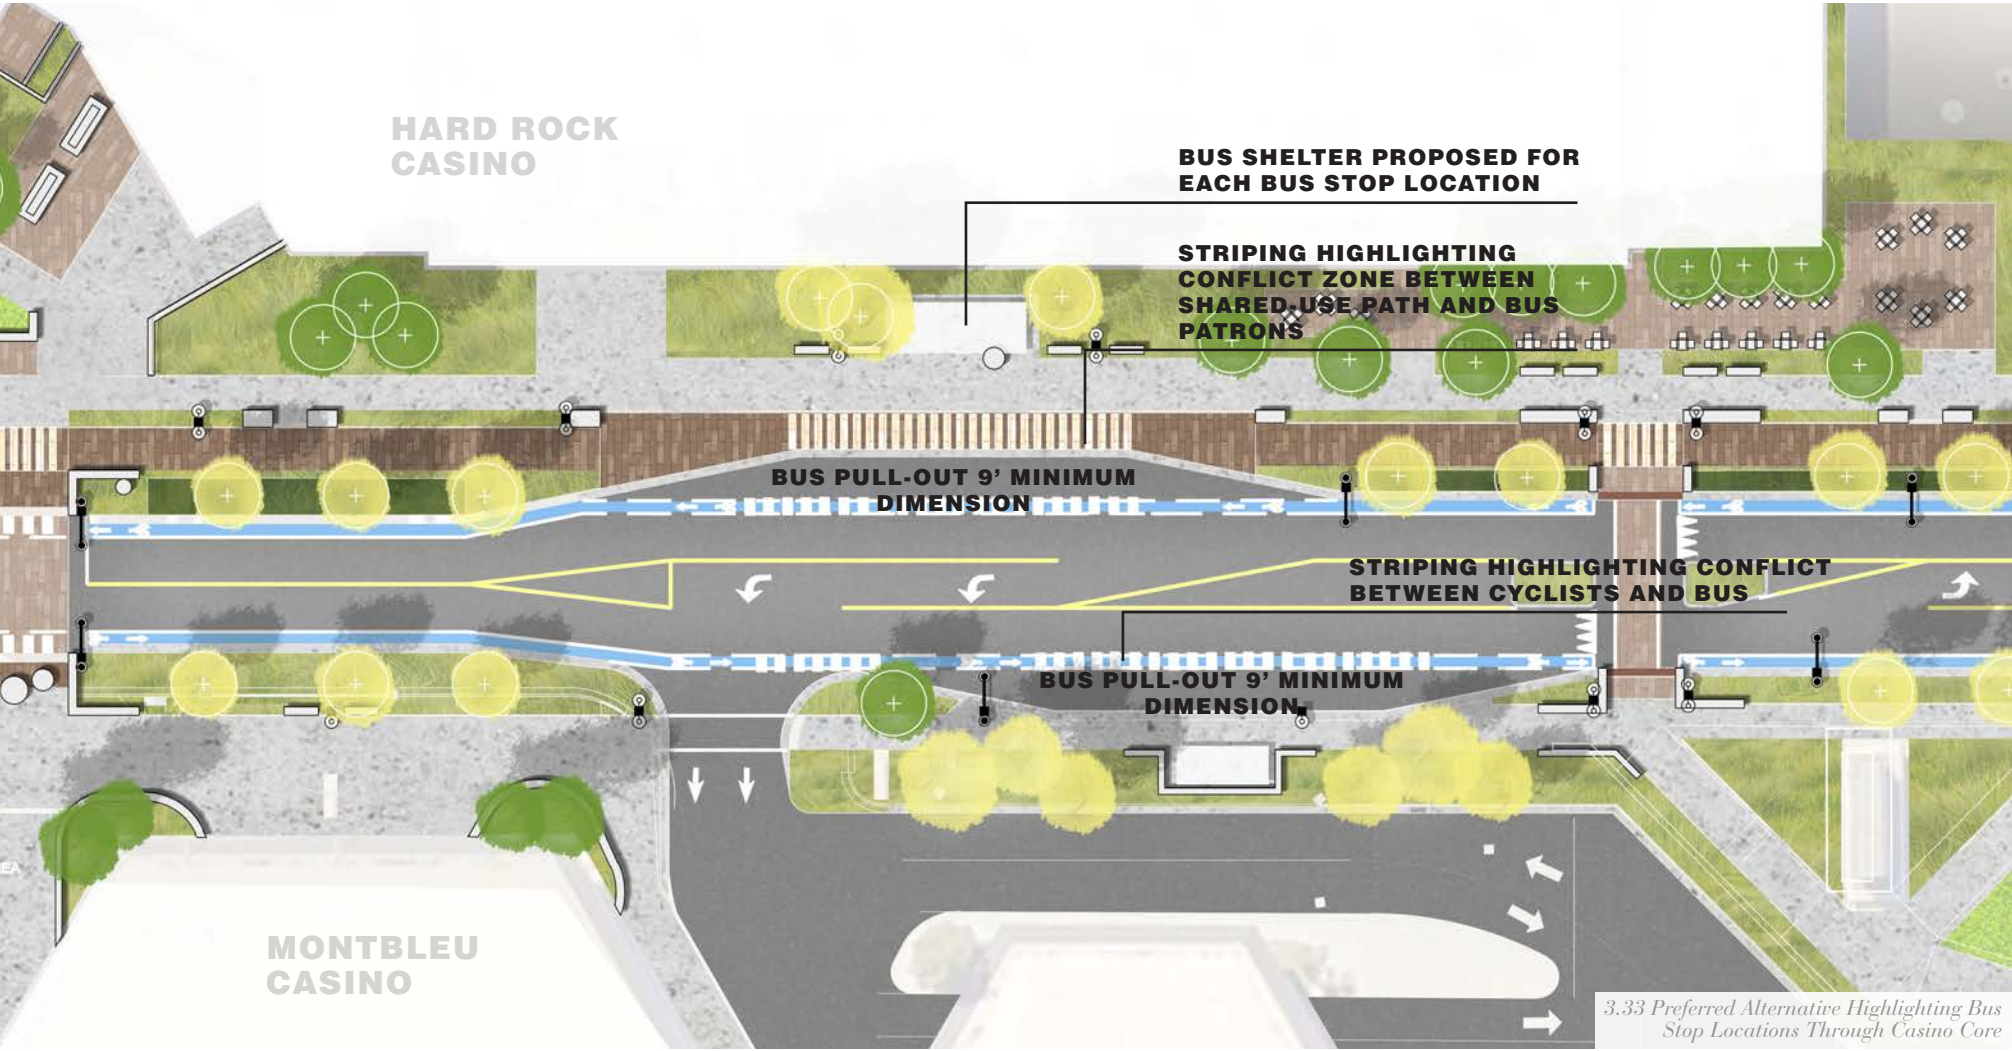 HARD ROCK
CASINO
BUS SHELTER PROPOSED FOR
EACH BUS STOP LOCATION
STRIPING HIGHLIGHTING
CONFLICT ZONE BETWEEN
SHARED-USE PATH AND BUS
PATRONS
BUS PULL-OUT 9’ MINIMUM
DIMENSION
STRIPING HIGHLIGHTING CONFLICT
BETWEEN CYCLISTS AND BUS
BUS PULL-OUT 9’ MINIMUM
DIMENSION
MONTBLEU
CASINO
3.33 Preferred Alternative Highlighting Bus
Stop Locations Through Casino Core